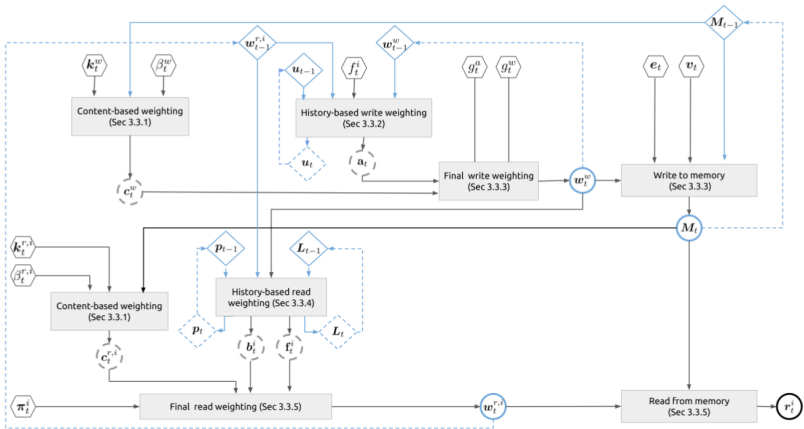 w_{t-1}^{r,i}
w_{t-1}^{w}
M_{t-1}
k_t^w
β_t^w
u_{t-1}
f_t^i
g_t^a
g_t^w
e_t
v_t
Content-based weighting
(Sec 3.3.1)
History-based write weighting
(Sec 3.3.2)
u_t
a_t
c_t^w
Final write weighting
(Sec 3.3.3)
w_t^w
Write to memory
(Sec 3.3.3)
M_t
k_t^{r,i}
β_t^{r,i}
p_{t-1}
L_{t-1}
Content-based weighting
(Sec 3.3.1)
History-based read
weighting (Sec 3.3.4)
p_t
L_t
c_t^{r,i}
b_t^i
f_t^i
π_t^i
Final read weighting (Sec 3.3.5)
w_t^{r,i}
Read from memory
(Sec 3.3.5)
r_t^i